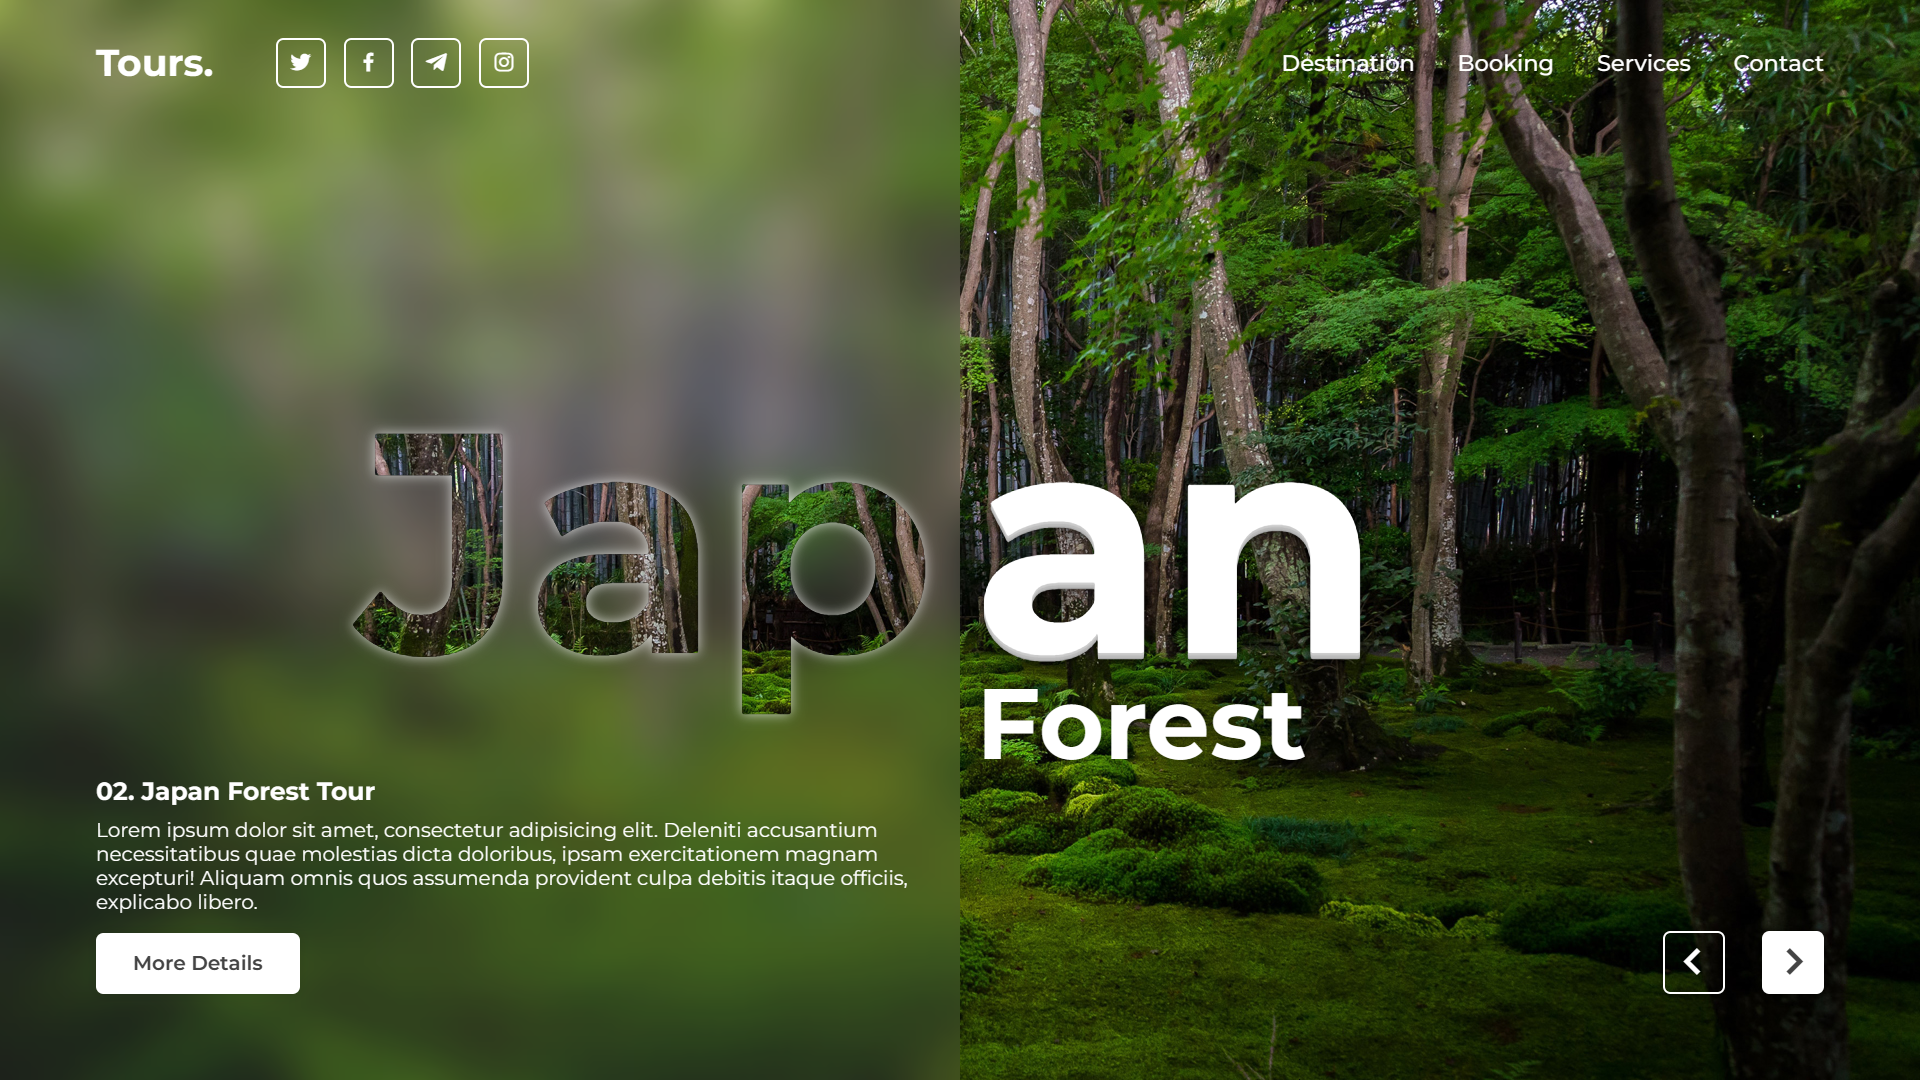 Tours.
Destination Booking Services Contact
Japan
Forest
02. Japan Forest Tour
Lorem ipsum dolor sit amet, consectetur adipisicing elit. Deleniti accusantium
necessitatibus quae molestias dicta doloribus, ipsam exercitationem magnam
excepturi! Aliquam omnis quos assumenda provident culpa debitis itaque officiis,
explicabo libero.
More Details